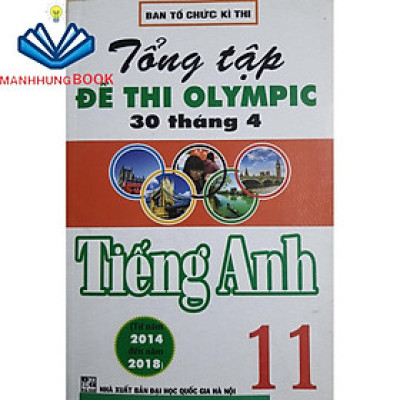 BAN TỔ CHỨC KÌ THI
MANHHUNGBOOK
Tổng tập
ĐỀ THI OLYMPIC
30 tháng 4
Tiếng Anh
(Từ năm
2014
đến năm
2018)
11
NHÀ XUẤT BẢN ĐẠI HỌC QUỐC GIA HÀ NỘI